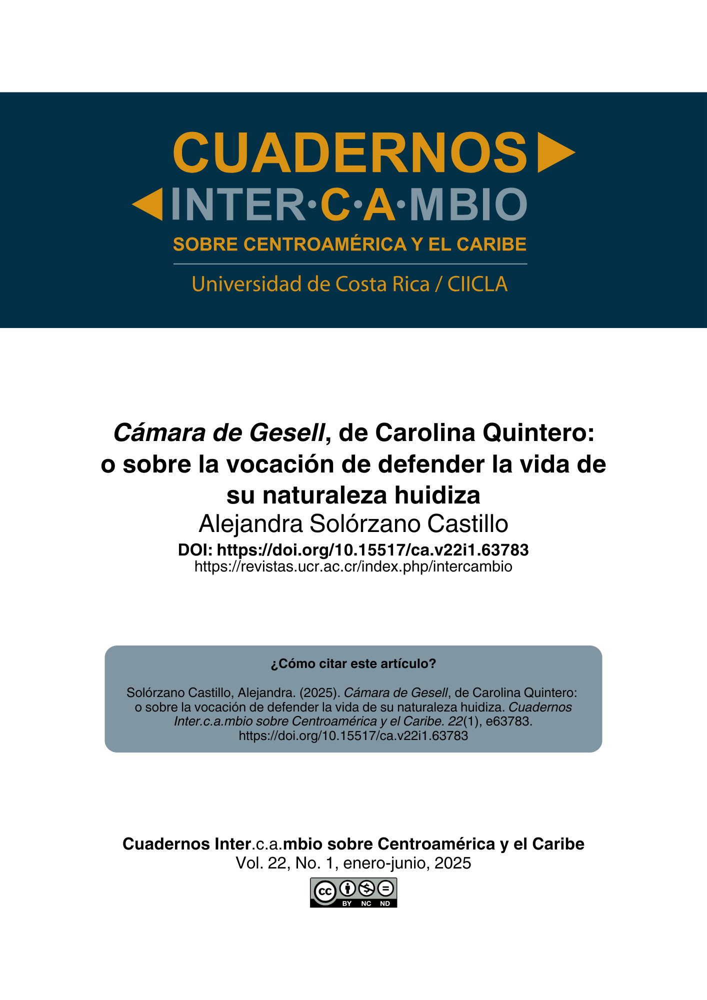 CUADERNOS
INTER•C•A•MBIO
SOBRE CENTROAMÉRICA Y EL CARIBE
Universidad de Costa Rica / CIICLA
Cámara de Gesell, de Carolina Quintero:
o sobre la vocación de defender la vida de
su naturaleza huidiza
Alejandra Solórzano Castillo
DOI: https://doi.org/10.15517/ca.v22i1.63783
https://revistas.ucr.ac.cr/index.php/intercambio
¿Cómo citar este artículo?
Solórzano Castillo, Alejandra. (2025). Cámara de Gesell, de Carolina Quintero:
o sobre la vocación de defender la vida de su naturaleza huidiza. Cuadernos
Inter.c.a.mbio sobre Centroamérica y el Caribe. 22(1), e63783.
https://doi.org/10.15517/ca.v22i1.63783
Cuadernos Inter.c.a.mbio sobre Centroamérica y el Caribe
Vol. 22, No. 1, enero-junio, 2025
cc
BY NC ND